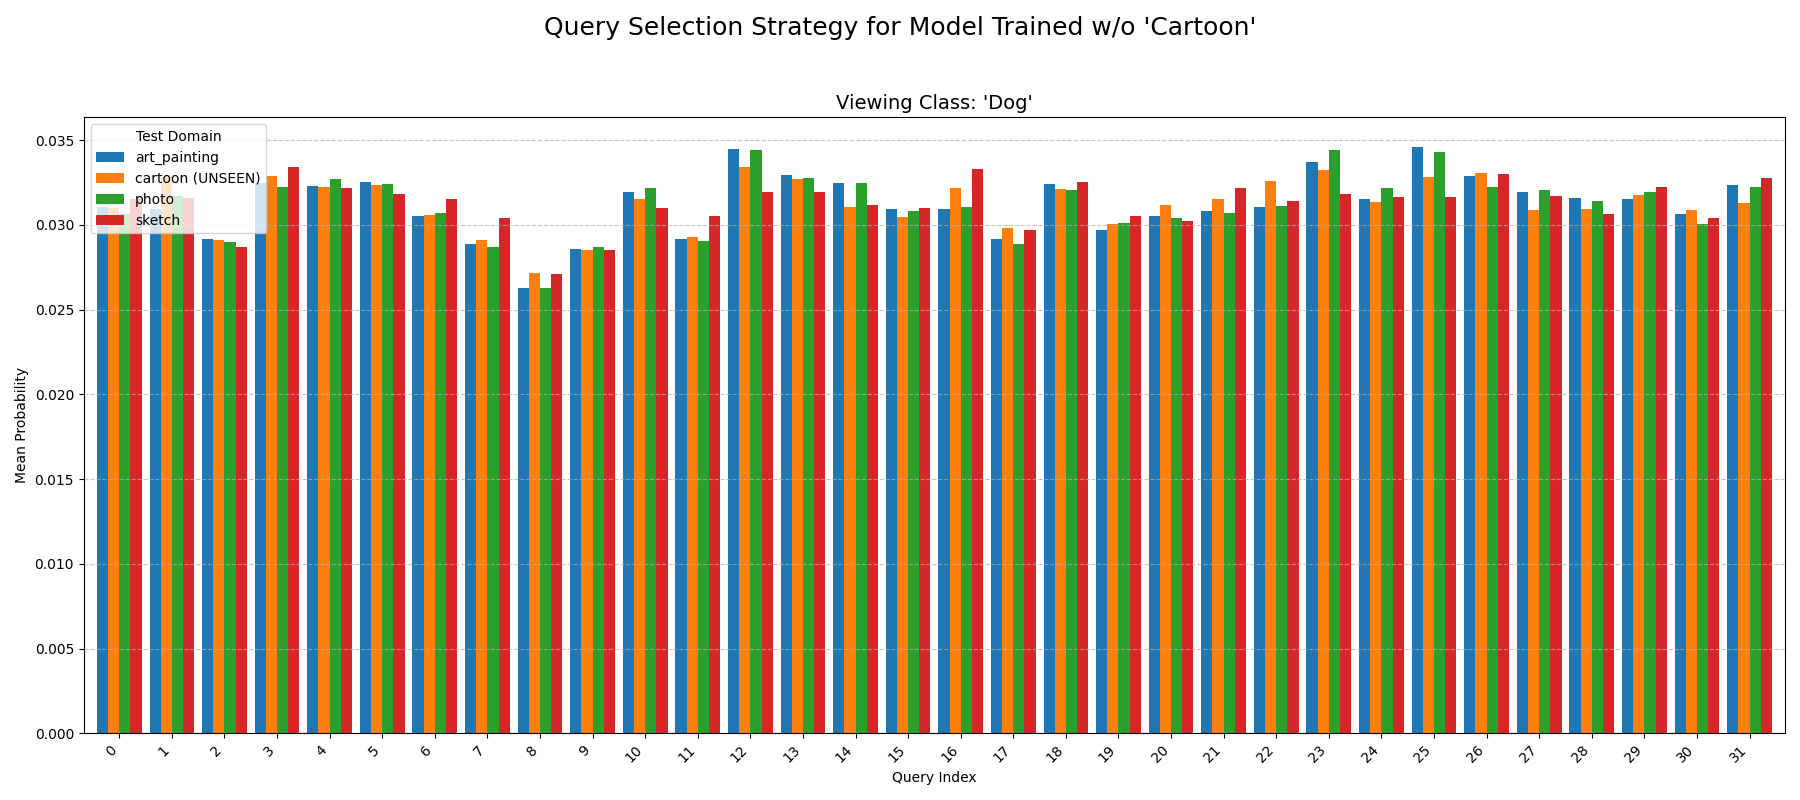 Query Selection Strategy for Model Trained w/o 'Cartoon'
Viewing Class: 'Dog'
Test Domain
art_painting
cartoon (UNSEEN)
photo
sketch
Mean Probability
0.035
0.030
0.025
0.020
0.015
0.010
0.005
0.000
0 1 2 3 4 5 6 7 8 9 10 11 12 13 14 15 16 17 18 19 20 21 22 23 24 25 26 27 28 29 30 31
Query Index